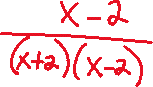 x - 2
(x+2)(x-2)